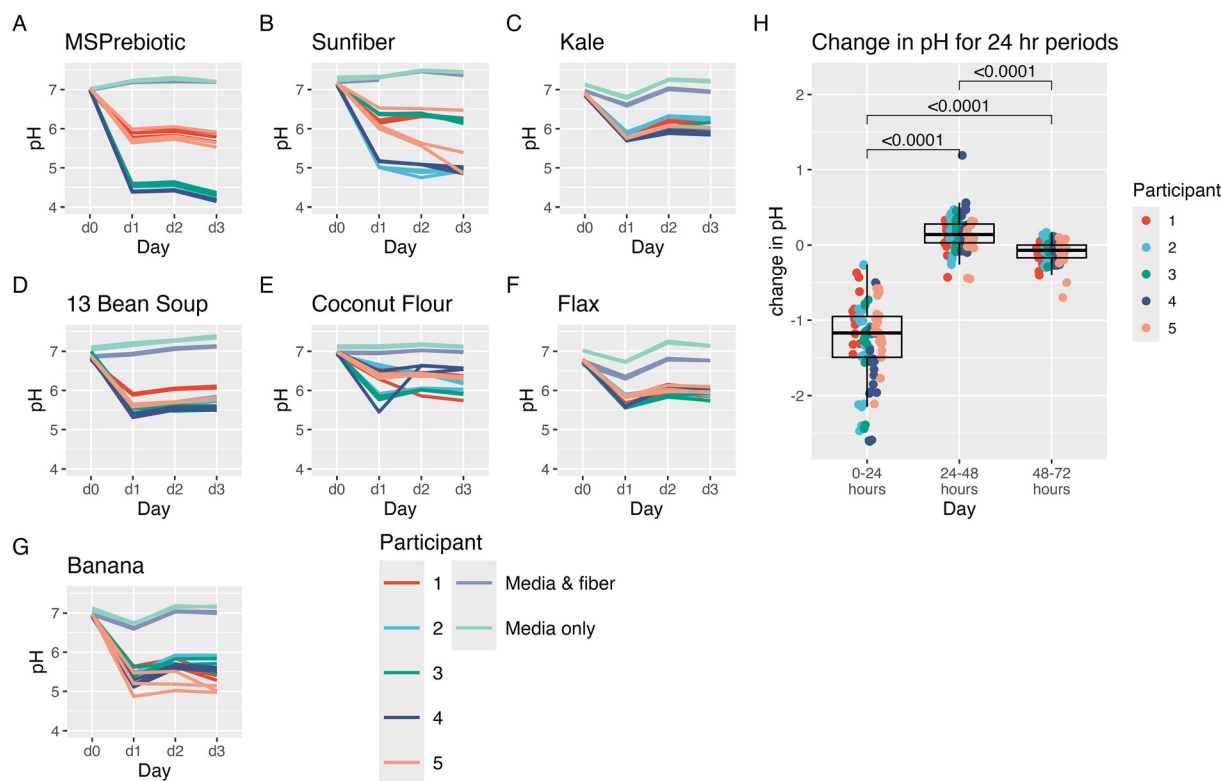 A
MSPrebiotic
7
6
5
4
pH
d0 d1 d2 d3
Day
B
Sunfiber
7
6
5
4
pH
d0 d1 d2 d3
Day
C
Kale
7
6
5
4
pH
d0 d1 d2 d3
Day
D
13 Bean Soup
7
6
5
4
pH
d0 d1 d2 d3
Day
E
Coconut Flour
7
6
5
4
pH
d0 d1 d2 d3
Day
F
Flax
7
6
5
4
pH
d0 d1 d2 d3
Day
G
Banana
7
6
5
4
pH
d0 d1 d2 d3
Day
Participant
1
2
3
4
5
Media & fiber
Media only
H
Change in pH for 24 hr periods
<0.0001
<0.0001
<0.0001
2
1
0
-1
-2
change in pH
0-24 24-48 48-72
hours hours hours
Day
Participant
1
2
3
4
5